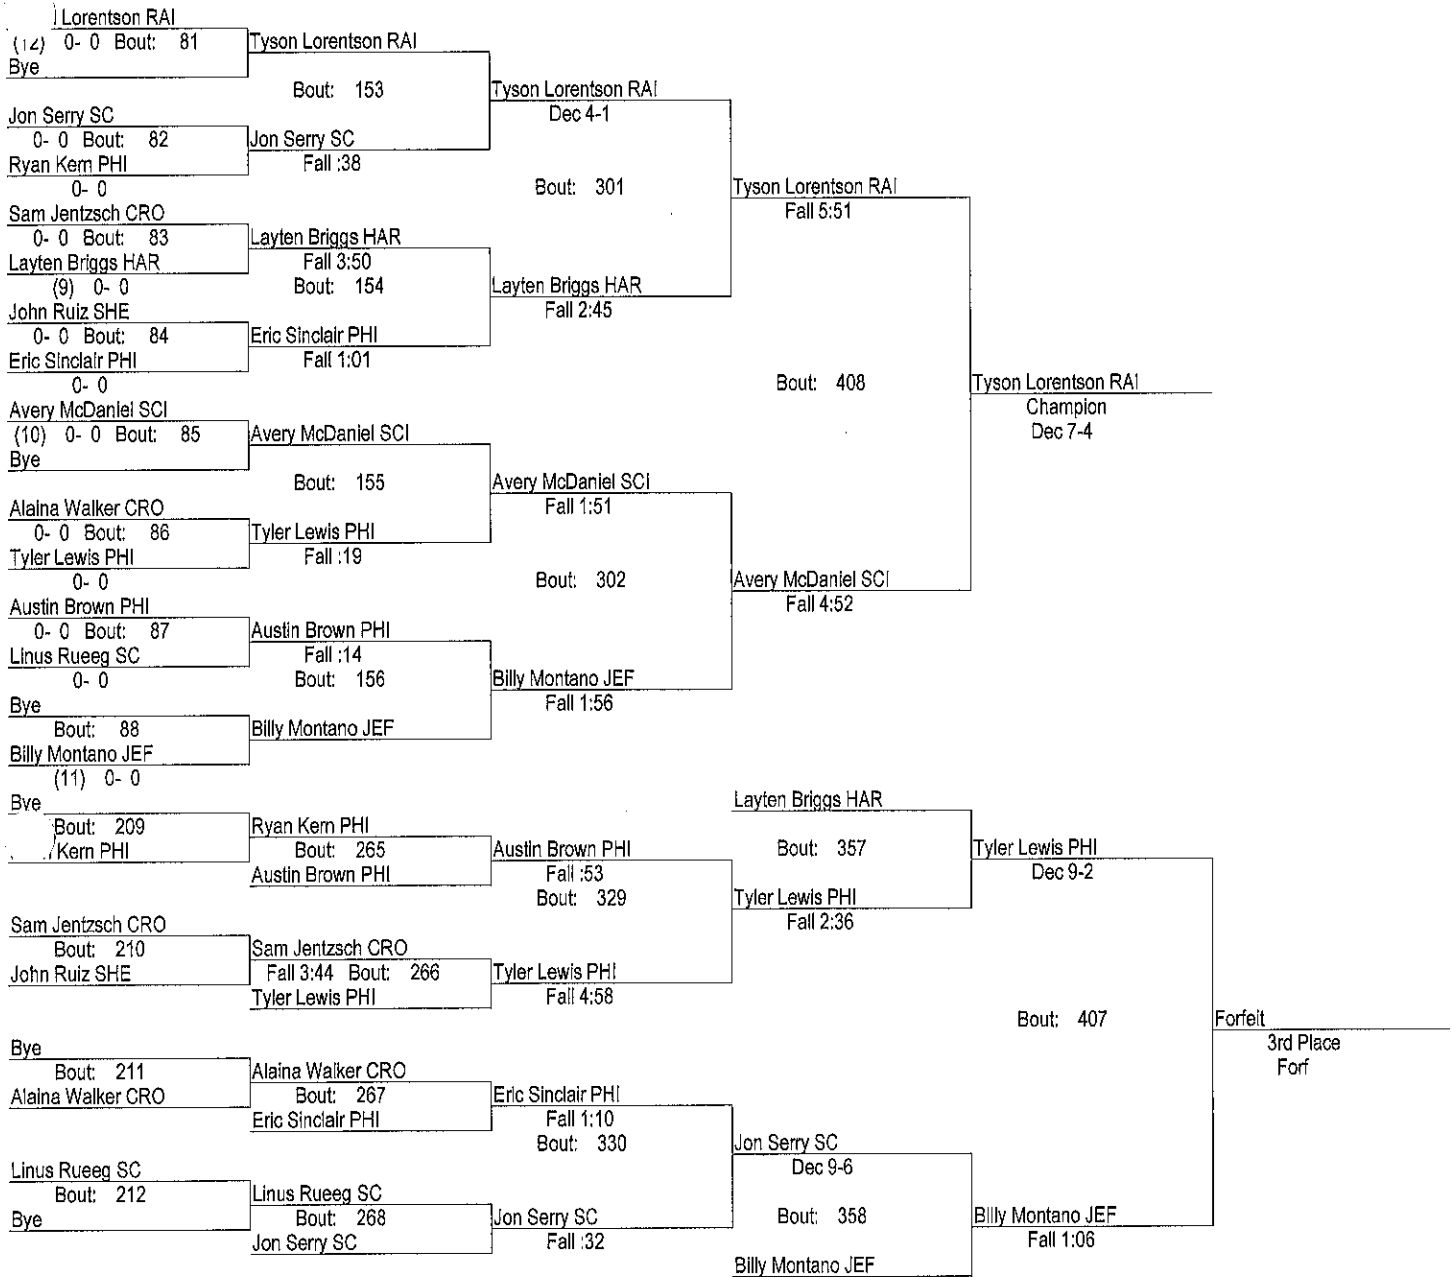 Lorentson RAI
(12) 0- 0 Bout: 81
Bye
Tyson Lorentson RAI
Bout: 153
Jon Serry SC
0- 0 Bout: 82
Ryan Kern PHI
0- 0
Jon Serry SC
Fall :38
Tyson Lorentson RAI
Dec 4-1
Bout: 301
Sam Jentzsch CRO
0- 0 Bout: 83
Layten Briggs HAR
(9) 0- 0
Layten Briggs HAR
Fall 3:50
Bout: 154
John Ruiz SHE
0- 0 Bout: 84
Eric Sinclair PHI
0- 0
Eric Sinclair PHI
Fall 1:01
Layten Briggs HAR
Fall 2:45
Tyson Lorentson RAI
Fall 5:51
Bout: 408
Tyson Lorentson RAI
Champion
Dec 7-4
Avery McDaniel SCI
(10) 0- 0 Bout: 85
Bye
Avery McDaniel SCI
Bout: 155
Alaina Walker CRO
0- 0 Bout: 86
Tyler Lewis PHI
0- 0
Tyler Lewis PHI
Fall :19
Avery McDaniel SCI
Fall 1:51
Bout: 302
Avery McDaniel SCI
Fall 4:52
Austin Brown PHI
0- 0 Bout: 87
Linus Rueeg SC
0- 0
Austin Brown PHI
Fall :14
Bout: 156
Bye
Bout: 88
Billy Montano JEF
(11) 0- 0
Billy Montano JEF
Billy Montano JEF
Fall 1:56
Bye
Bout: 209
Kern PHI
Ryan Kern PHI
Bout: 265
Austin Brown PHI
Austin Brown PHI
Fall :53
Bout: 329
Sam Jentzsch CRO
Bout: 210
John Ruiz SHE
Sam Jentzsch CRO
Fall 3:44 Bout: 266
Tyler Lewis PHI
Tyler Lewis PHI
Fall 4:58
Layten Briggs HAR
Bout: 357
Tyler Lewis PHI
Fall 2:36
Tyler Lewis PHI
Dec 9-2
Bout: 407
Forfeit
3rd Place
Forf
Bye
Bout: 211
Alaina Walker CRO
Alaina Walker CRO
Bout: 267
Eric Sinclair PHI
Eric Sinclair PHI
Fall 1:10
Bout: 330
Linus Rueeg SC
Bout: 212
Bye
Linus Rueeg SC
Bout: 268
Jon Serry SC
Jon Serry SC
Fall :32
Jon Serry SC
Dec 9-6
Bout: 358
Billy Montano JEF
Billy Montano JEF
Fall 1:06